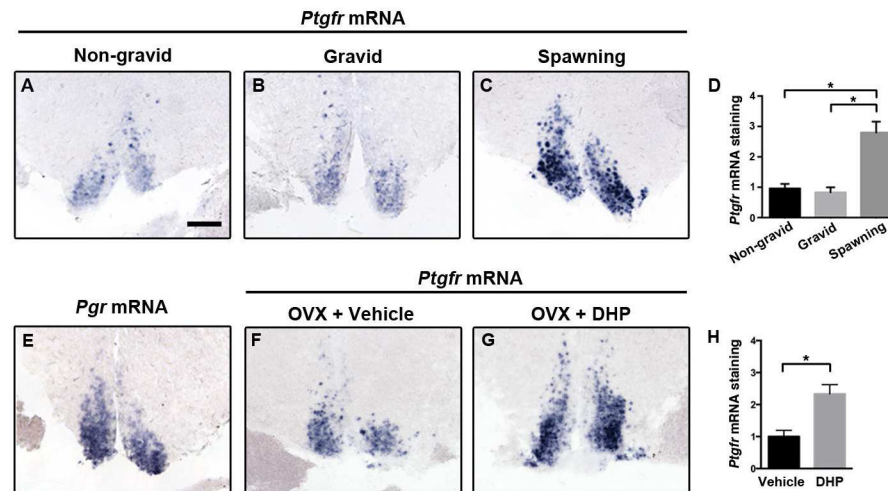 Ptgfr mRNA
Non-gravid Gravid Spawning
A B C
D
Ptgfr mRNA staining
4
3
2
1
0
* *
Non-gravid Gravid Spawning
Ptgfr mRNA
Pgr mRNA OVX + Vehicle OVX + DHP
E F G
H
Ptgfr mRNA staining
4
3
2
1
0
*
Vehicle DHP